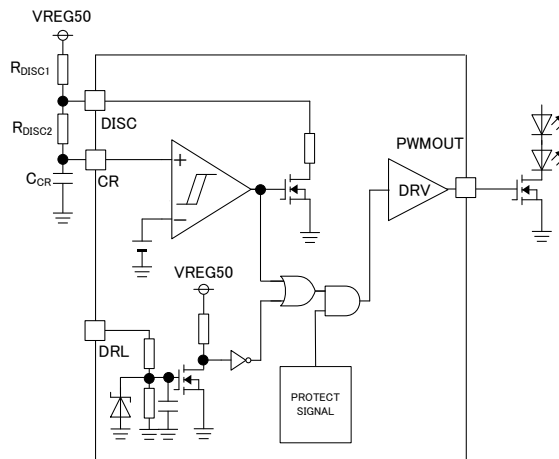 VREG50
RDISC1
DISC
RDISC2
CR
CCR
+
−
PWMOUT
DRV
VREG50
DRL
PROTECT
SIGNAL